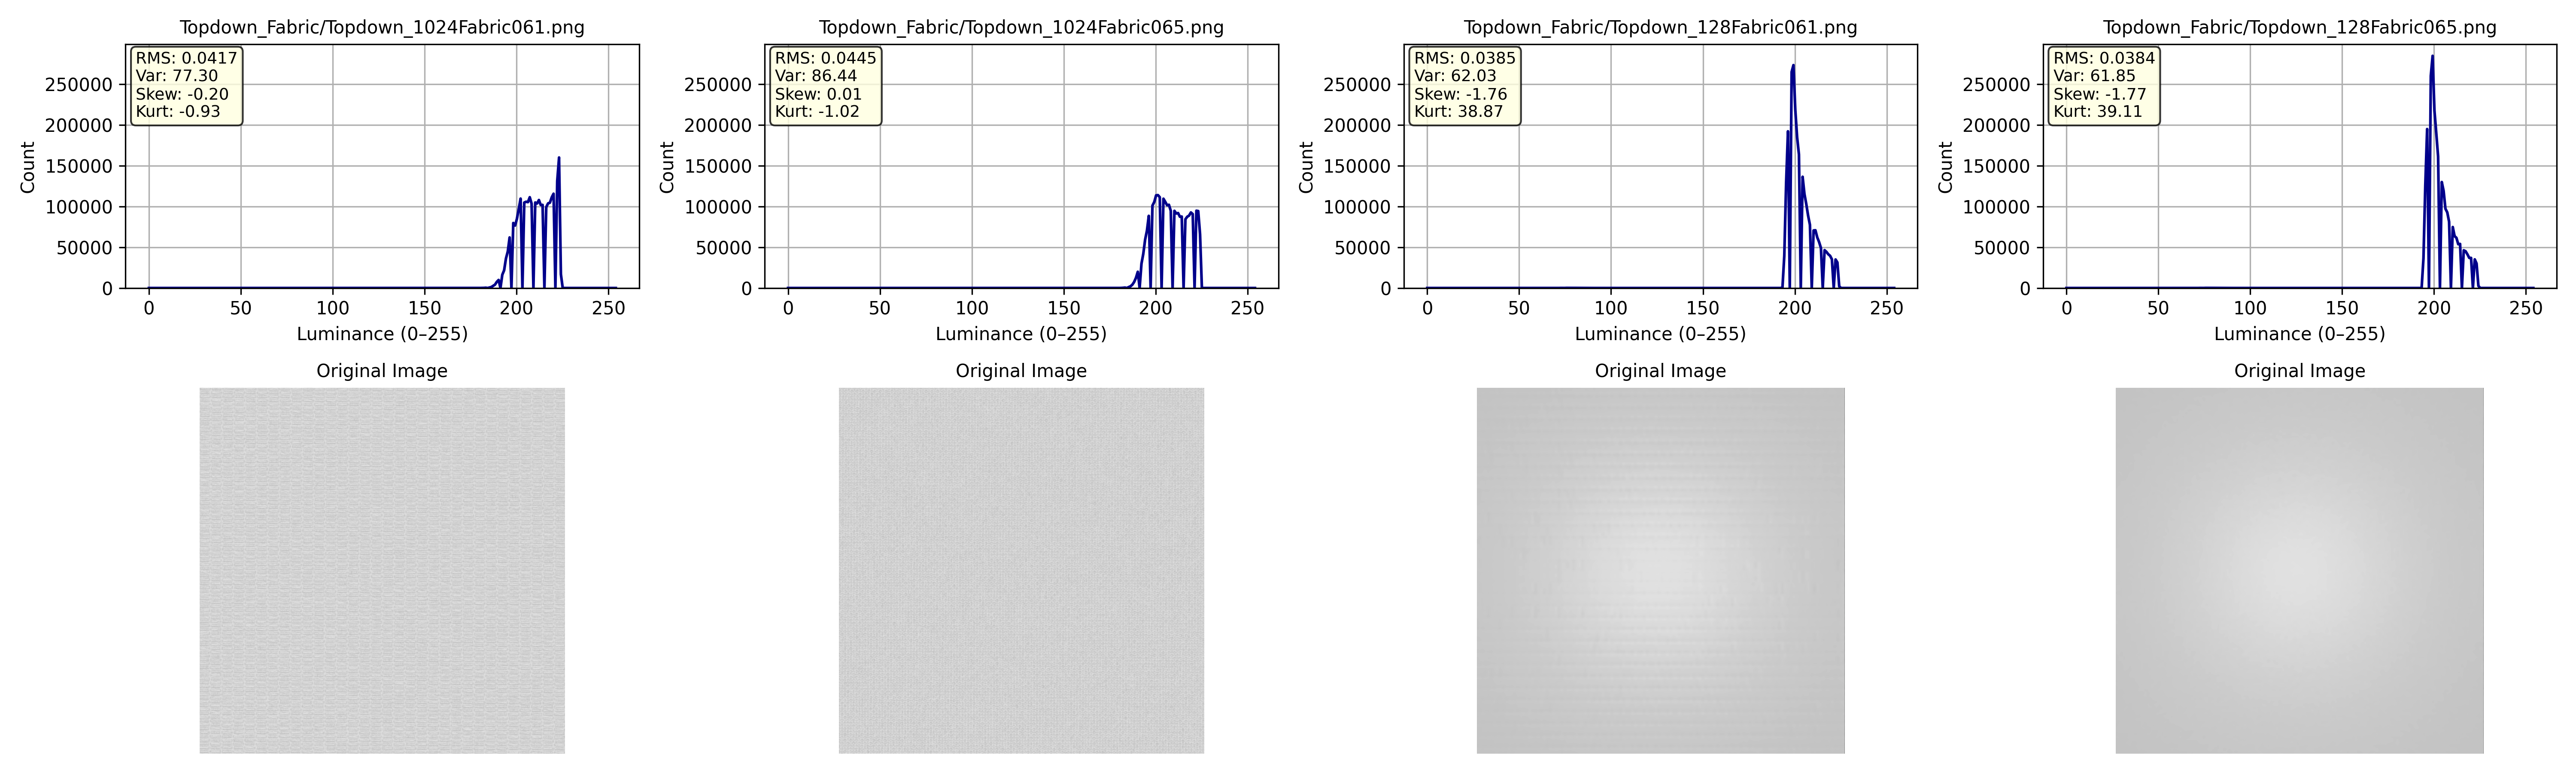 Topdown_Fabric/Topdown_1024Fabric061.png
RMS: 0.0417
Var: 77.30
Skew: -0.20
Kurt: -0.93
250000
200000
150000
100000
50000
0
Count
0 50 100 150 200 250
Luminance (0–255)
Original Image
Topdown_Fabric/Topdown_1024Fabric065.png
RMS: 0.0445
Var: 86.44
Skew: 0.01
Kurt: -1.02
250000
200000
150000
100000
50000
0
Count
0 50 100 150 200 250
Luminance (0–255)
Original Image
Topdown_Fabric/Topdown_128Fabric061.png
RMS: 0.0385
Var: 62.03
Skew: -1.76
Kurt: 38.87
250000
200000
150000
100000
50000
0
Count
0 50 100 150 200 250
Luminance (0–255)
Original Image
Topdown_Fabric/Topdown_128Fabric065.png
RMS: 0.0384
Var: 61.85
Skew: -1.77
Kurt: 39.11
250000
200000
150000
100000
50000
0
Count
0 50 100 150 200 250
Luminance (0–255)
Original Image